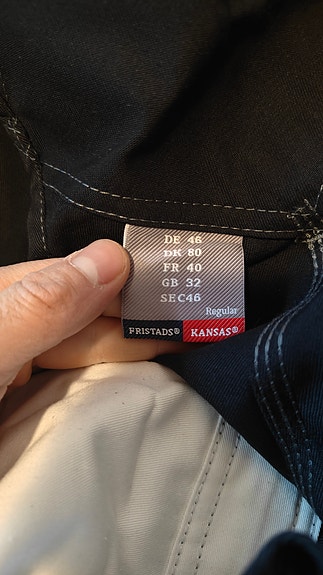 DE 46
DK 80
FR 40
GB 32
SEC46
Regular
FRISTADS® KANSAS®